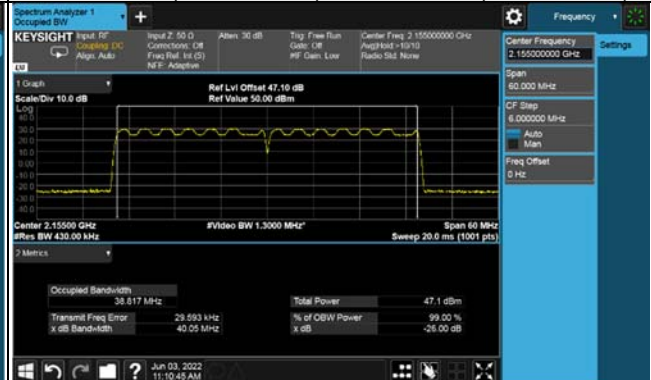 Spectrum Analyzer 1
Occupied BW
+
Frequency
KEYSIGHT
Input: RF
Coupling: DC
Align: Auto
Input Z: 50 Ω
Corrections: Off
Freq Ref: Int (S)
NFE: Adaptive
Atten: 30 dB
Trig: Free Run
Gate: Off
#IF Gain: Low
Center Freq: 2.155000000 GHz
Avg|Hold:>10/10
Radio Std: None
Center Frequency
2.155000000 GHz
Settings
Span
60.000 MHz
CF Step
6.000000 MHz
Auto
Man
Freq Offset
0 Hz
1 Graph
Scale/Div 10.0 dB
Ref Lvl Offset 47.10 dB
Ref Value 50.00 dBm
Log
40.0
30.0
20.0
10.0
0.00
-10.0
-20.0
-30.0
-40.0
Center 2.15500 GHz
#Res BW 430.00 kHz
#Video BW 1.3000 MHz*
Span 60 MHz
Sweep 20.0 ms (1001 pts)
2 Metrics
Occupied Bandwidth
38.817 MHz
Total Power 47.1 dBm
Transmit Freq Error 29.593 kHz
% of OBW Power 99.00 %
x dB Bandwidth 40.05 MHz
x dB -26.00 dB
?
Jun 03, 2022
11:10:45 AM